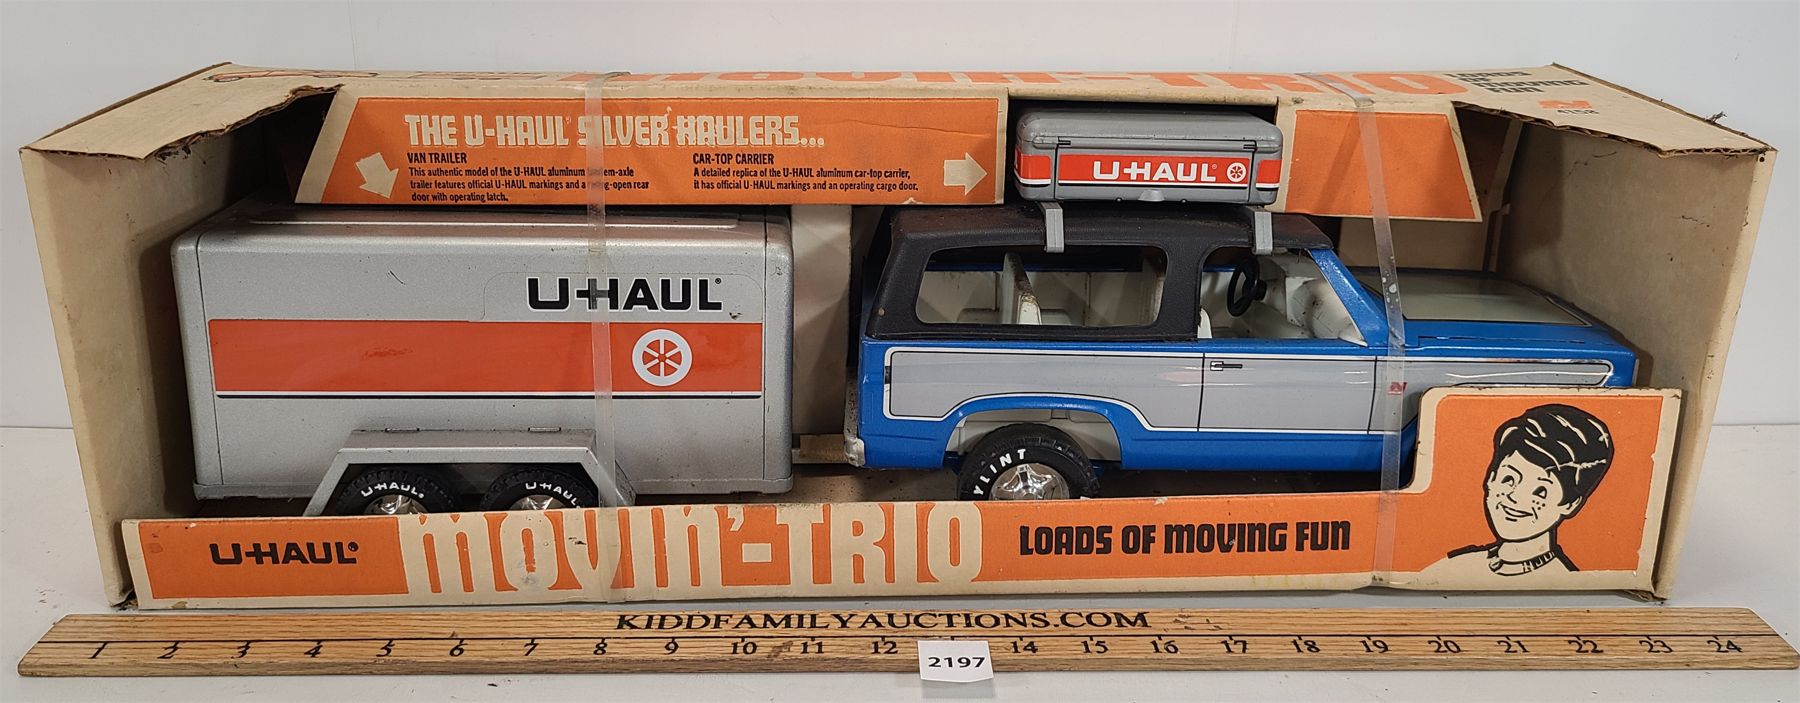 MOVIN'-TRIO
4158
THE U-HAUL® SILVER HAULERS...
VAN TRAILER
This authentic model of the U-HAUL aluminum
trailer features official U-HAUL markings and a
door with operating latch.
CAR-TOP CARRIER
A detailed replica of the U-HAUL aluminum car-top carrier,
it has official U-HAUL markings and an operating cargo door.
U-HAUL®
U-HAUL®
U-HAUL®
U-HAUL
YLINT
N
U-HAUL®
MOVIN'-TRIO
LOADS OF MOVING FUN
KIDDFAMILYAUCTIONS.COM
1 2 3 4 5 6 7 8 9 10 11 12 14 15 16 17 18 19 20 21 22 23 24
2197